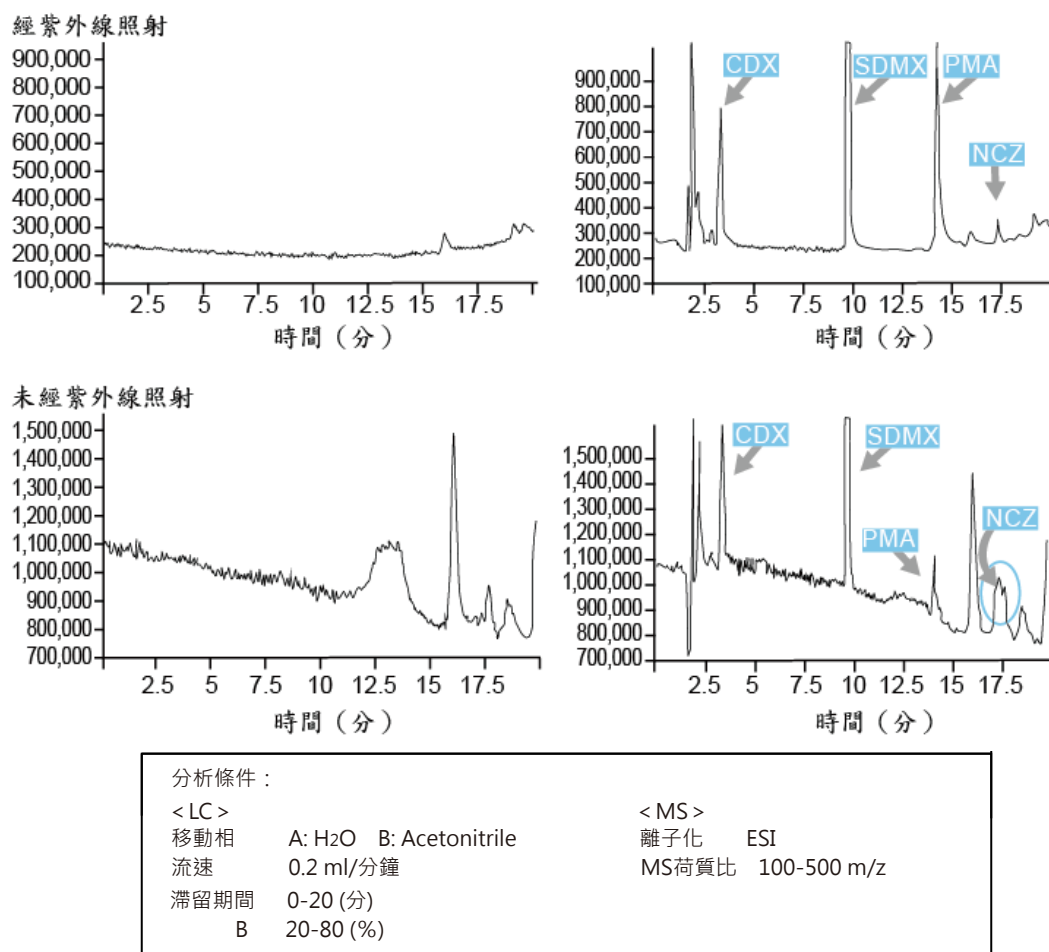 經紫外線照射
900,000
800,000
700,000
600,000
500,000
400,000
300,000
200,000
100,000
2.5 5 7.5 10 12.5 15 17.5
時間（分）
900,000
800,000
700,000
600,000
500,000
400,000
300,000
200,000
100,000
CDX
SDMX
PMA
NCZ
2.5 5 7.5 10 12.5 15 17.5
時間（分）
未經紫外線照射
1,500,000
1,400,000
1,300,000
1,200,000
1,100,000
1,000,000
900,000
800,000
700,000
2.5 5 7.5 10 12.5 15 17.5
時間（分）
1,500,000
1,400,000
1,300,000
1,200,000
1,100,000
1,000,000
900,000
800,000
700,000
CDX
SDMX
PMA
NCZ
2.5 5 7.5 10 12.5 15 17.5
時間（分）
分析條件：
< LC > < MS >
移動相 A: H2O B: Acetonitrile 離子化 ESI
流速 0.2 ml/分鐘 MS荷質比 100-500 m/z
滯留期間 0-20 (分)
B 20-80 (%)